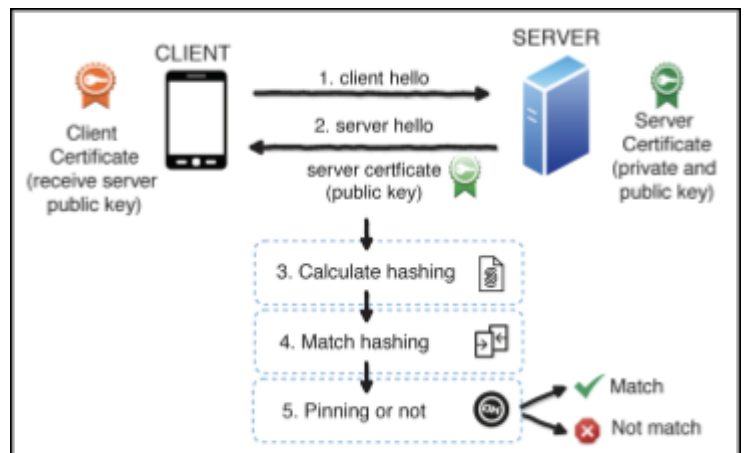 CLIENT
SERVER
1. client hello
2. server hello
Client
Certificate
(receive server
public key)
server certficate
(public key)
Server
Certificate
(private and
public key)
3. Calculate hashing
4. Match hashing
5. Pinning or not
Match
Not match